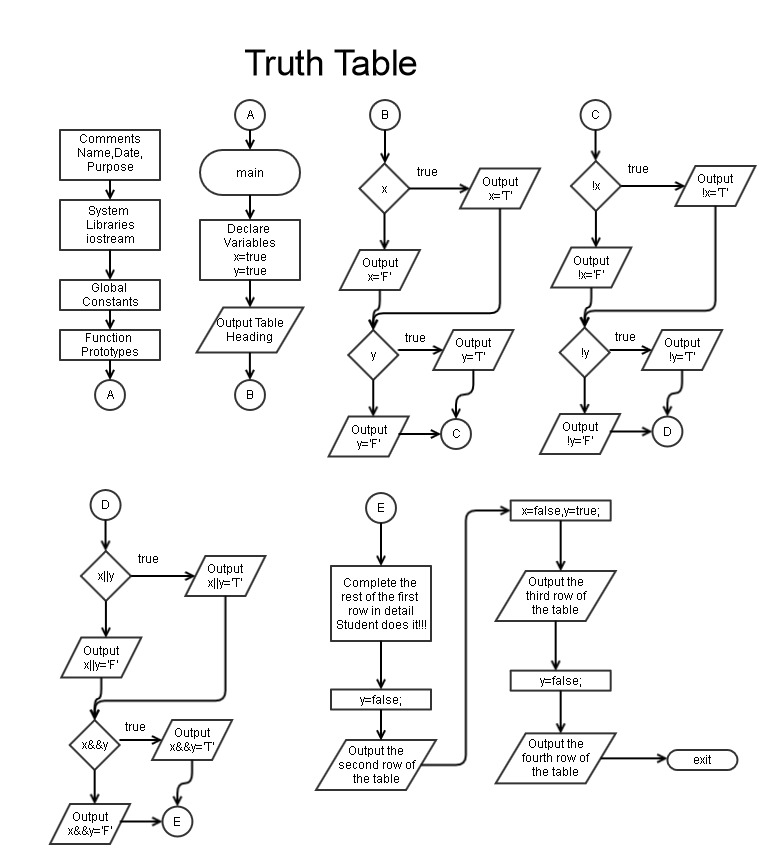 Truth Table
Comments
Name,Date,
Purpose
System
Libraries
iostream
Global
Constants
Function
Prototypes
A
A
main
Declare
Variables
x=true
y=true
Output Table
Heading
B
B
x
true
Output
x='T'
Output
x='F'
y
true
Output
y='T'
Output
y='F'
C
C
!x
true
Output
!x='T'
Output
!x='F'
!y
true
Output
!y='T'
Output
!y='F'
D
D
x||y
true
Output
x||y='T'
Output
x||y='F'
x&&y
true
Output
x&&y='T'
Output
x&&y='F'
E
E
Complete the
rest of the first
row in detail
Student does it!!!
y=false;
Output the
second row of
the table
x=false,y=true;
Output the
third row of
the table
y=false;
Output the
fourth row of
the table
exit